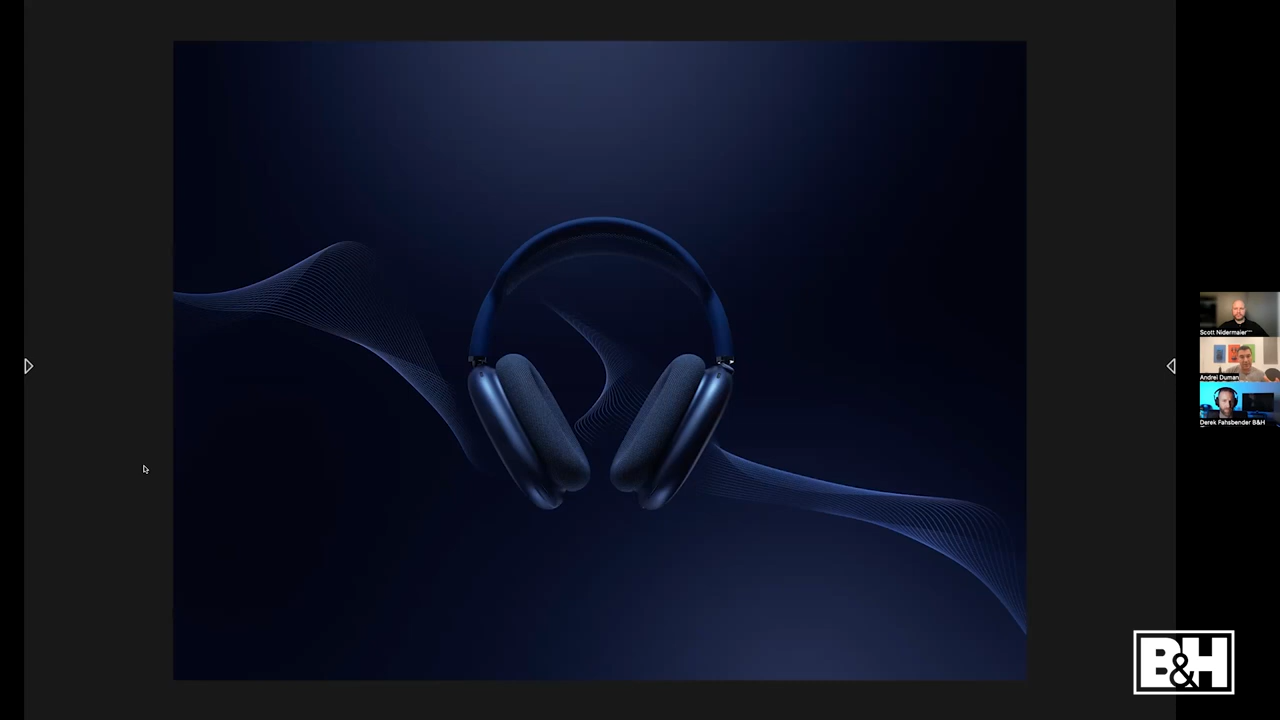 Scott Nidermaier
Andrei Duman
Derek Fahsbender B&H
B&H